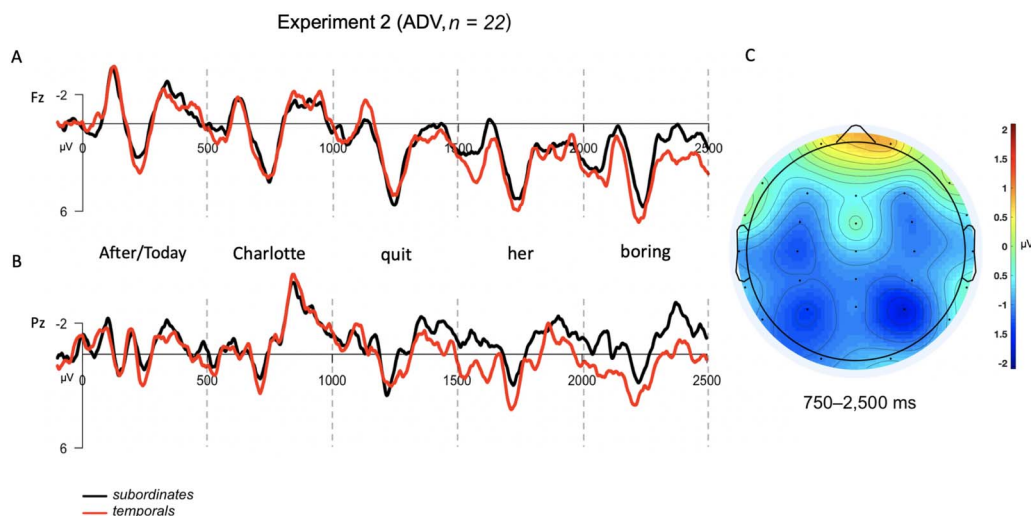 Experiment 2 (ADV, n = 22)
A
Fz
-2
µV
6
0
500
1000
1500
2000
2500
After/Today
Charlotte
quit
her
boring
B
Pz
-2
µV
6
0
500
1000
1500
2000
2500
subordinates
temporals
C
2
1.5
1
0.5
0
0.5
-1
-1.5
-2
µV
750–2,500 ms